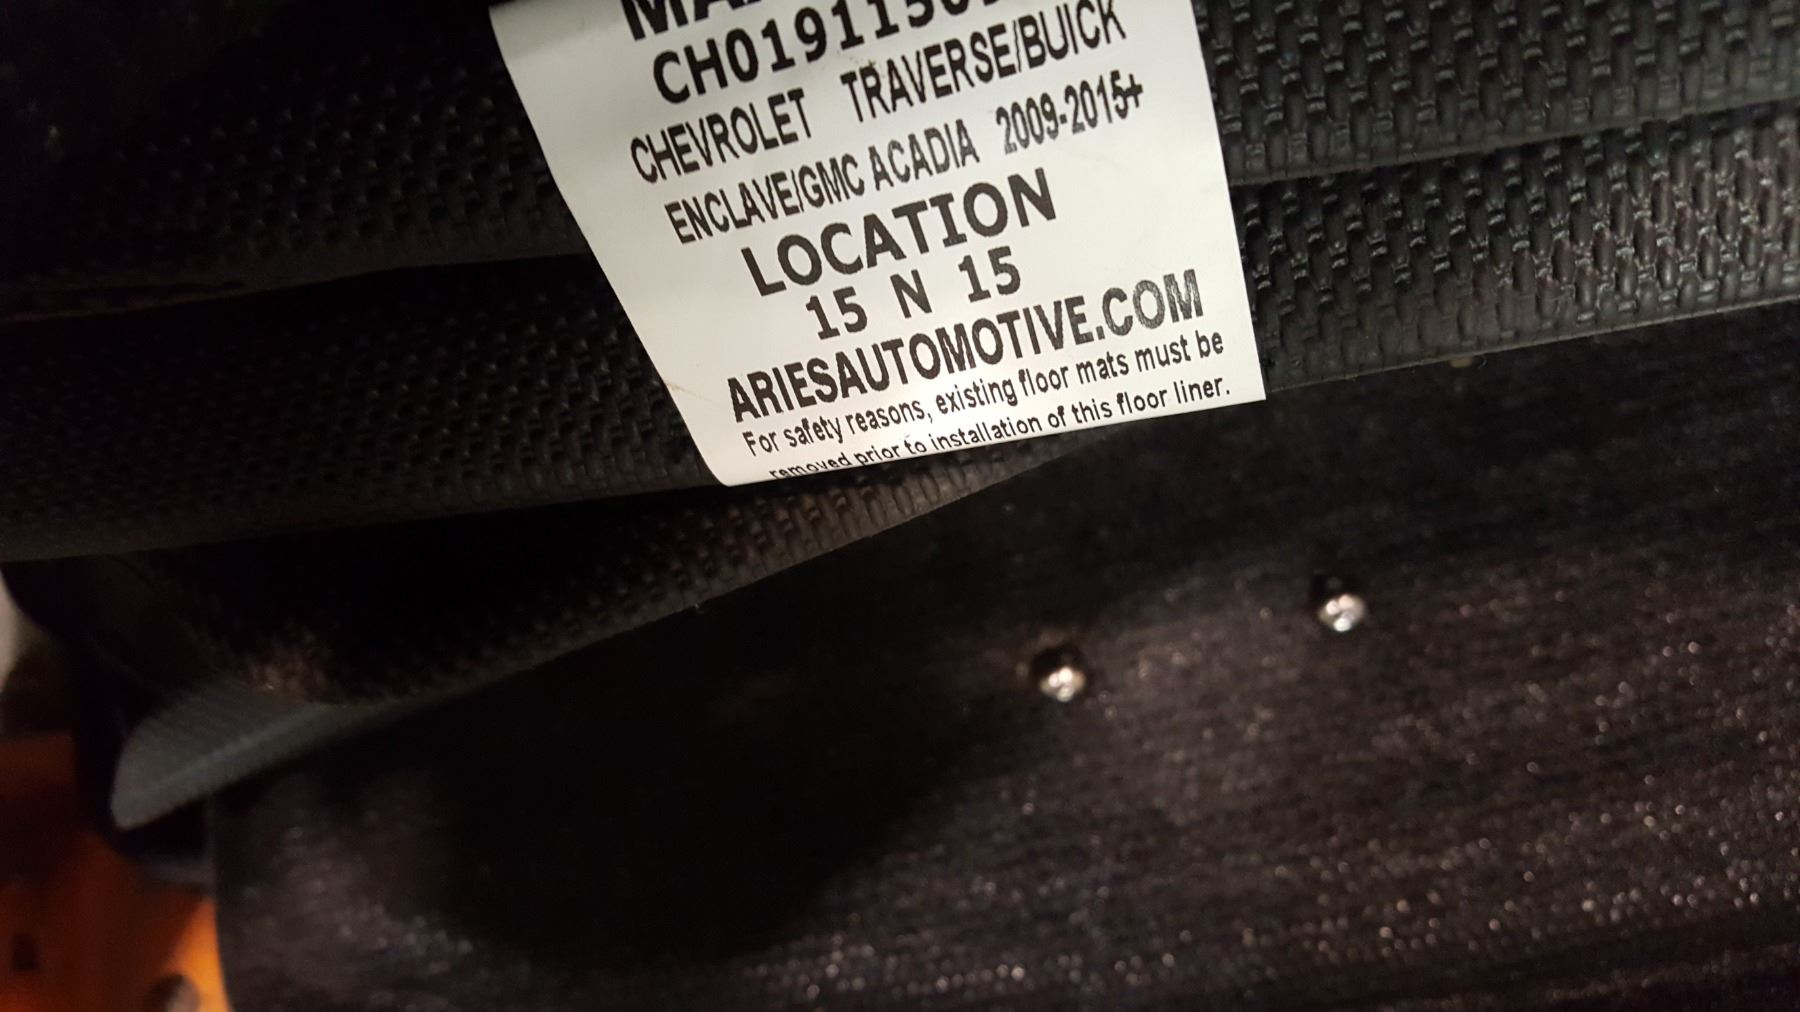 CH019115
CHEVROLET TRAVERSE/BUICK
ENCLAVE/GMC ACADIA 2009-2015+
LOCATION
15 N 15
ARIESAUTOMOTIVE.COM
For safety reasons, existing floor mats must be
removed prior to installation of this floor liner.